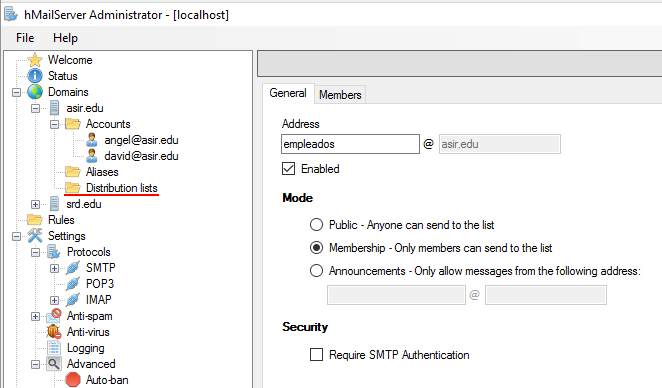 hMailServer Administrator - [localhost]
File Help
Welcome
Status
Domains
asir.edu
Accounts
angel@asir.edu
david@asir.edu
Aliases
Distribution lists
srd.edu
Rules
Settings
Protocols
SMTP
POP3
IMAP
Anti-spam
Anti-virus
Logging
Advanced
Auto-ban
General Members
Address
empleados @ asir.edu
Enabled
Mode
Public - Anyone can send to the list
Membership - Only members can send to the list
Announcements - Only allow messages from the following address:
@
Security
Require SMTP Authentication